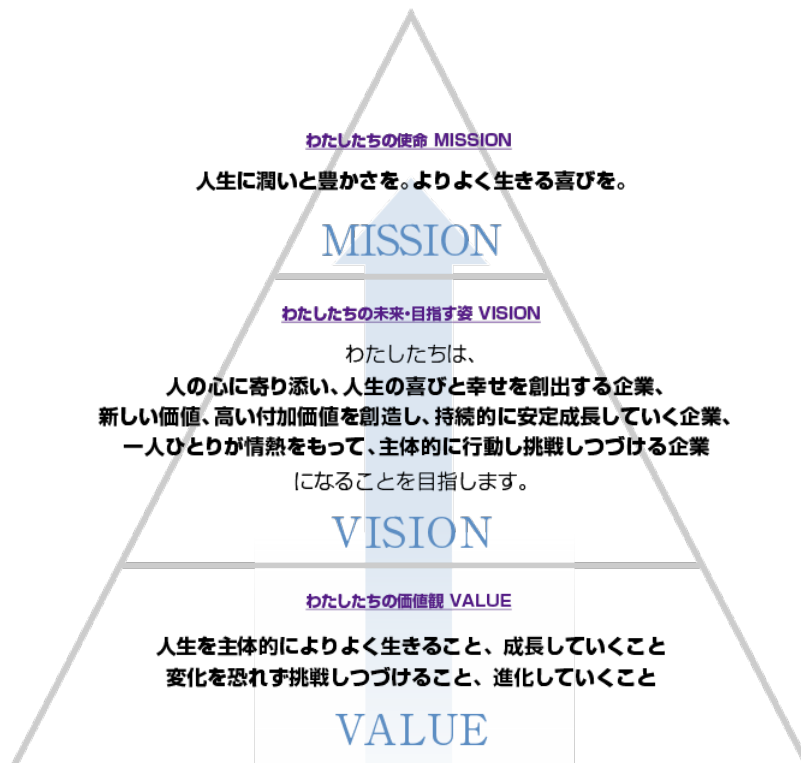 わたしたちの使命 MISSION
人生に潤いと豊かさを。よりよく生きる喜びを。
MISSION
わたしたちの未来・目指す姿 VISION
わたしたちは、
人の心に寄り添い、人生の喜びと幸せを創出する企業、
新しい価値、高い付加価値を創造し、持続的に安定成長していく企業、
一人ひとりが情熱をもって、主体的に行動し挑戦しつづける企業
になることを目指します。
VISION
わたしたちの価値観 VALUE
人生を主体的によりよく生きること、成長していくこと
変化を恐れず挑戦しつづけること、進化していくこと
VALUE